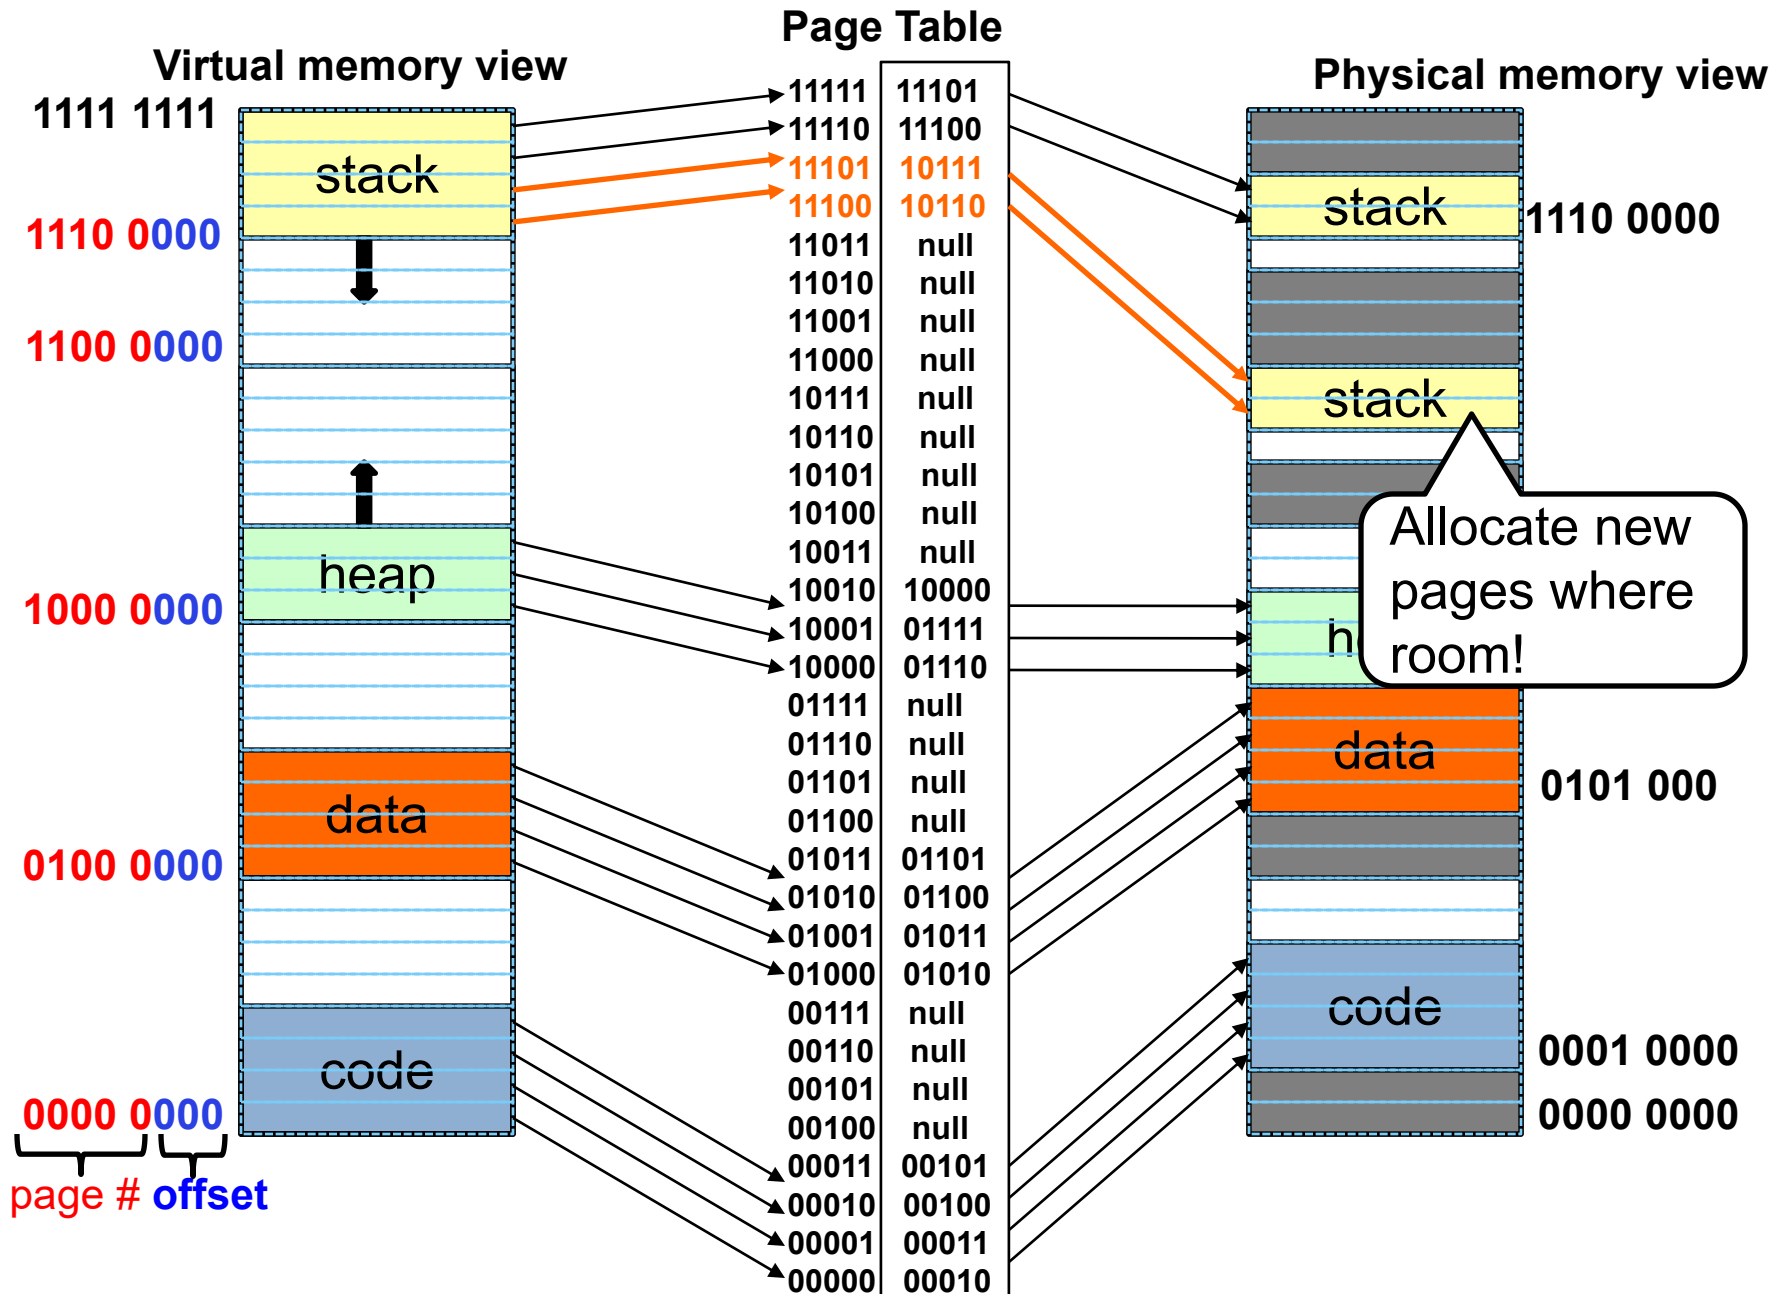 Page Table
Virtual memory view
Physical memory view
1111 1111
stack
1110 0000
1100 0000
heap
1000 0000
data
0100 0000
code
0000 0000
page # offset
11111 11101
11110 11100
11101 10111
11100 10110
11011 null
11010 null
11001 null
11000 null
10111 null
10110 null
10101 null
10100 null
10011 null
10010 10000
10001 01111
10000 01110
01111 null
01110 null
01101 null
01100 null
01011 01101
01010 01100
01001 01011
01000 01010
00111 null
00110 null
00101 null
00100 null
00011 00101
00010 00100
00001 00011
00000 00010
stack
1110 0000
stack
Allocate new
pages where
room!
data
0101 000
code
0001 0000
0000 0000